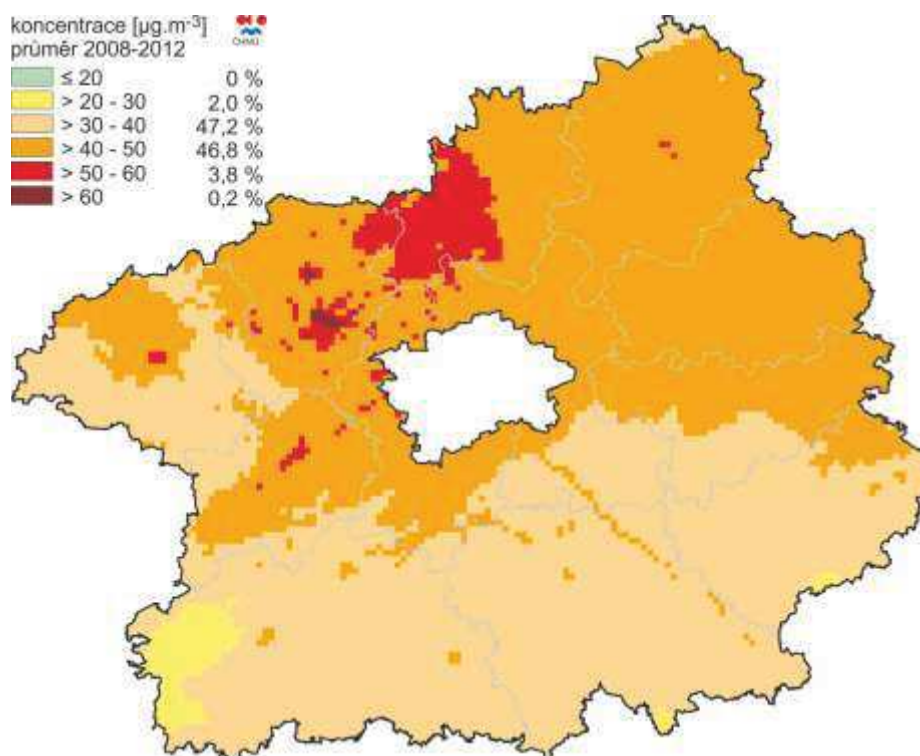 koncentrace [µg.m⁻³]
průměr 2008-2012
CHMI
≤ 20 0 %
> 20 - 30 2,0 %
> 30 - 40 47,2 %
> 40 - 50 46,8 %
> 50 - 60 3,8 %
> 60 0,2 %